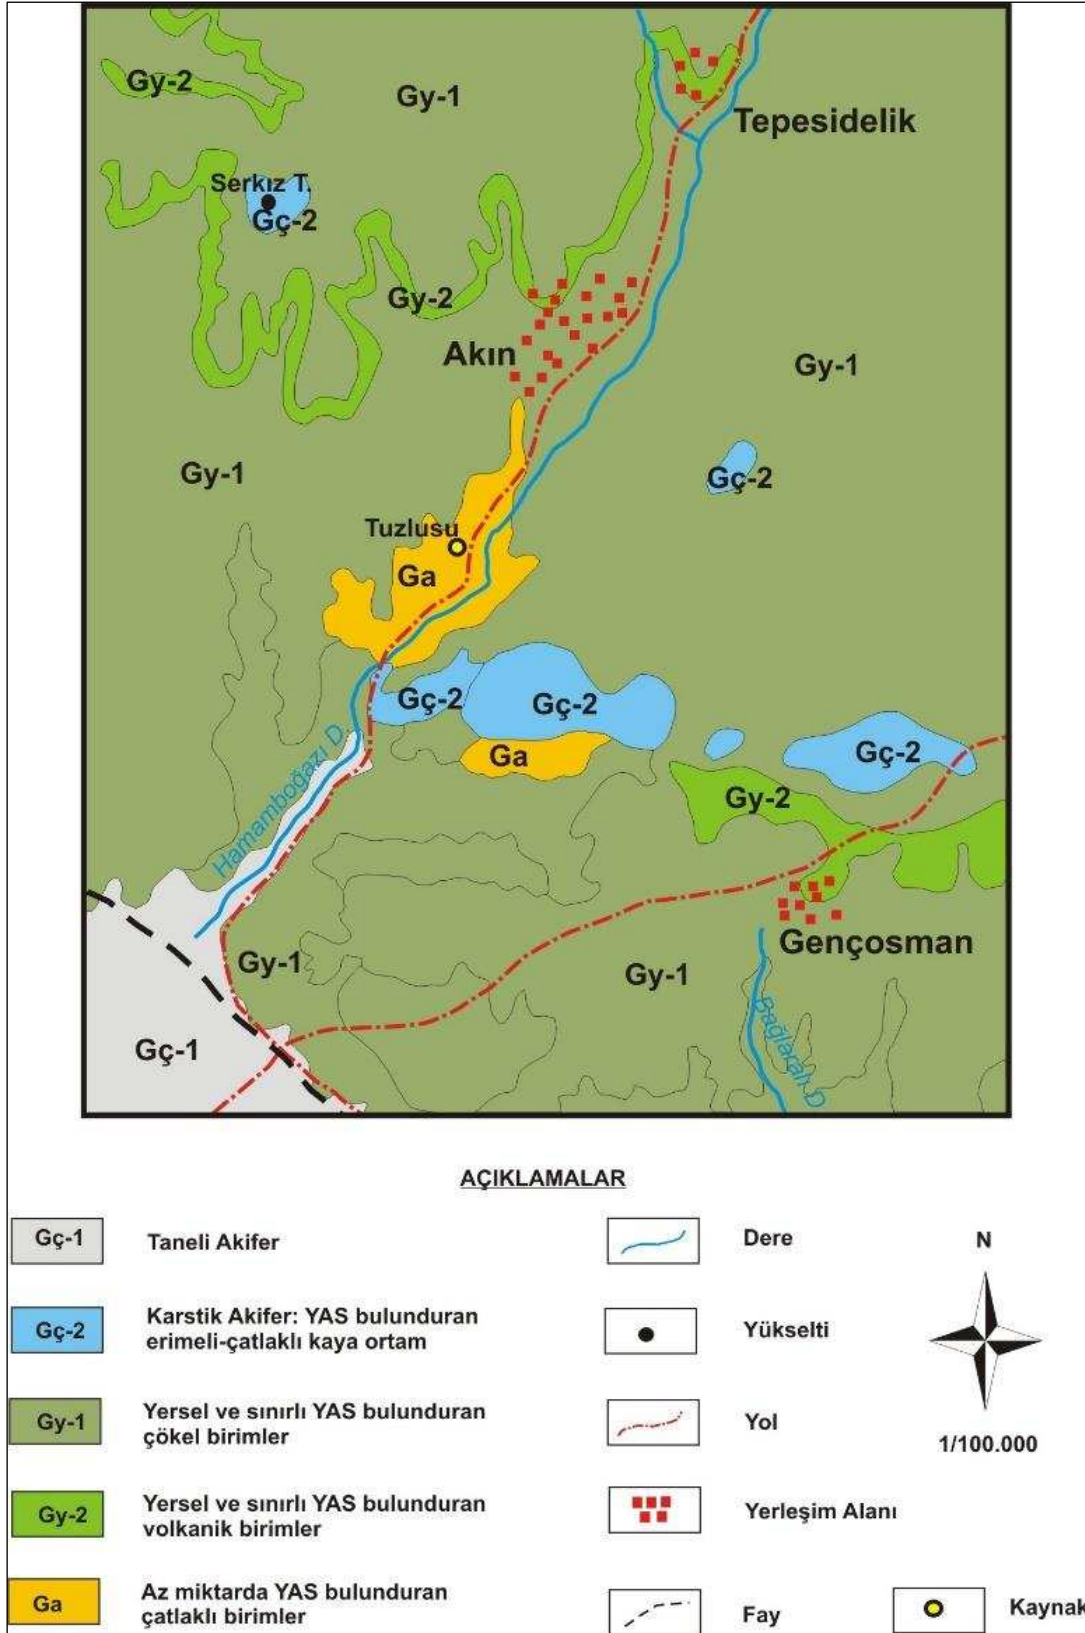 Gy-2
Gy-1
Tepesidelik
Serkız T.
Gç-2
Gy-2
Akın
Gy-1
Gy-1
Gç-2
Tuzlusu
Ga
Gç-2
Gç-2
Ga
Gç-2
Hamamboğazı D.
Gy-2
Gençosman
Gy-1
Gy-1
Bağlaralı D
Gç-1
AÇIKLAMALAR
Gç-1
Taneli Akifer
Gç-2
Karstik Akifer: YAS bulunduran
erimeli-çatlaklı kaya ortam
Gy-1
Yersel ve sınırlı YAS bulunduran
çökel birimler
Gy-2
Yersel ve sınırlı YAS bulunduran
volkanik birimler
Ga
Az miktarda YAS bulunduran
çatlaklı birimler
Dere
Yükselti
Yol
Yerleşim Alanı
Fay
Kaynak
N
1/100.000